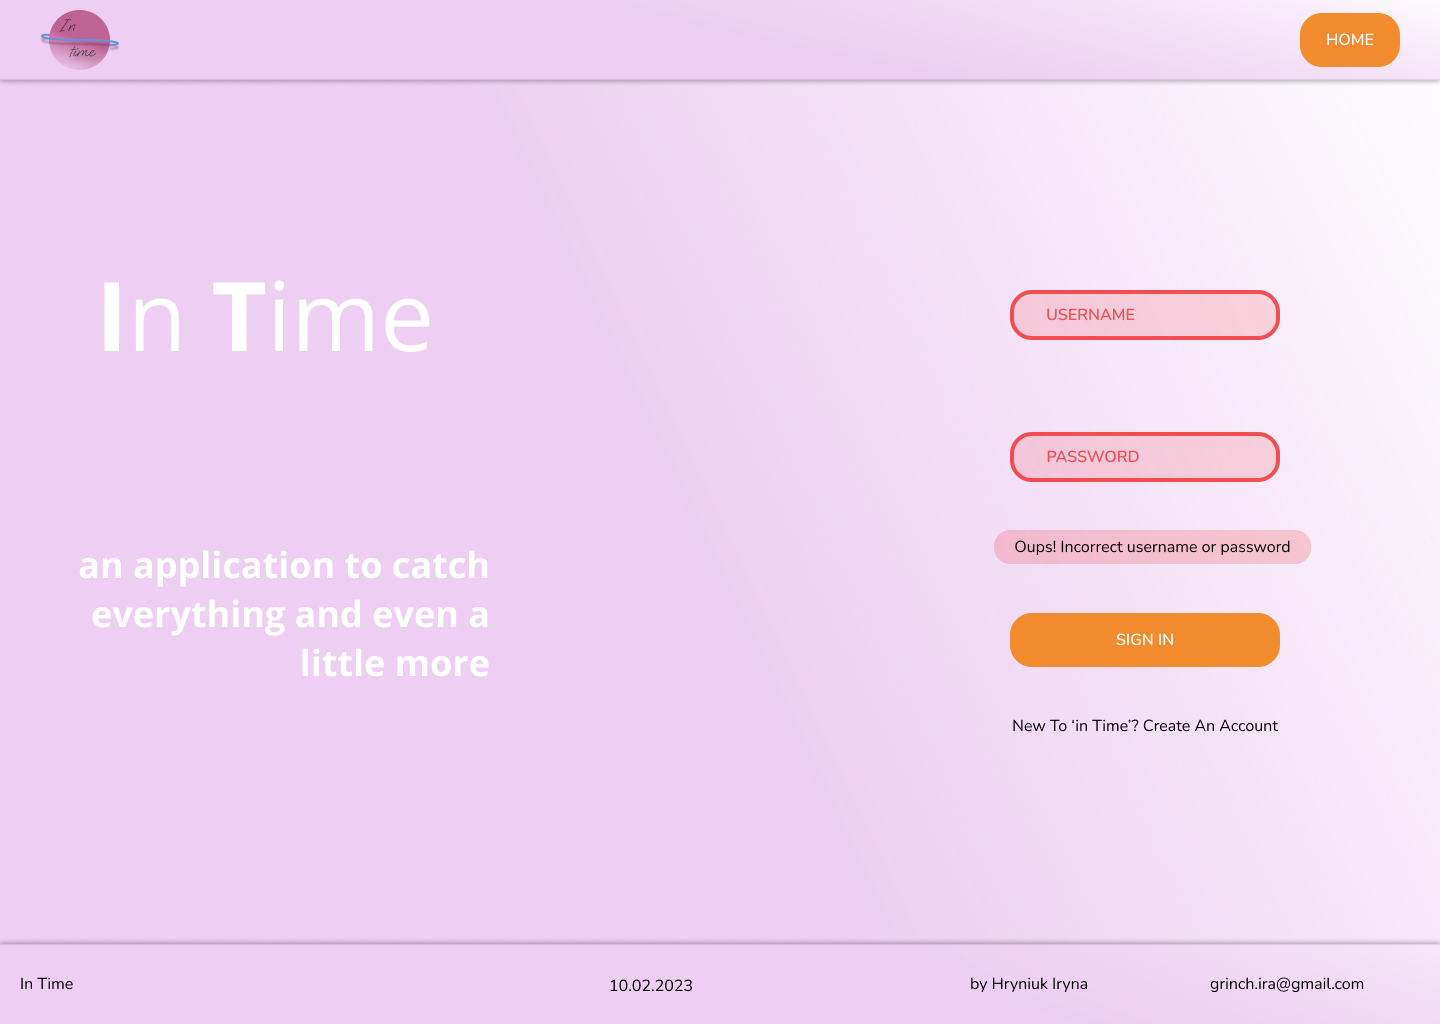 In
time
HOME
In Time
an application to catch
everything and even a
little more
USERNAME
PASSWORD
Oups! Incorrect username or password
SIGN IN
New To ‘in Time’? Create An Account
In Time
10.02.2023
by Hryniuk Iryna
grinch.ira@gmail.com